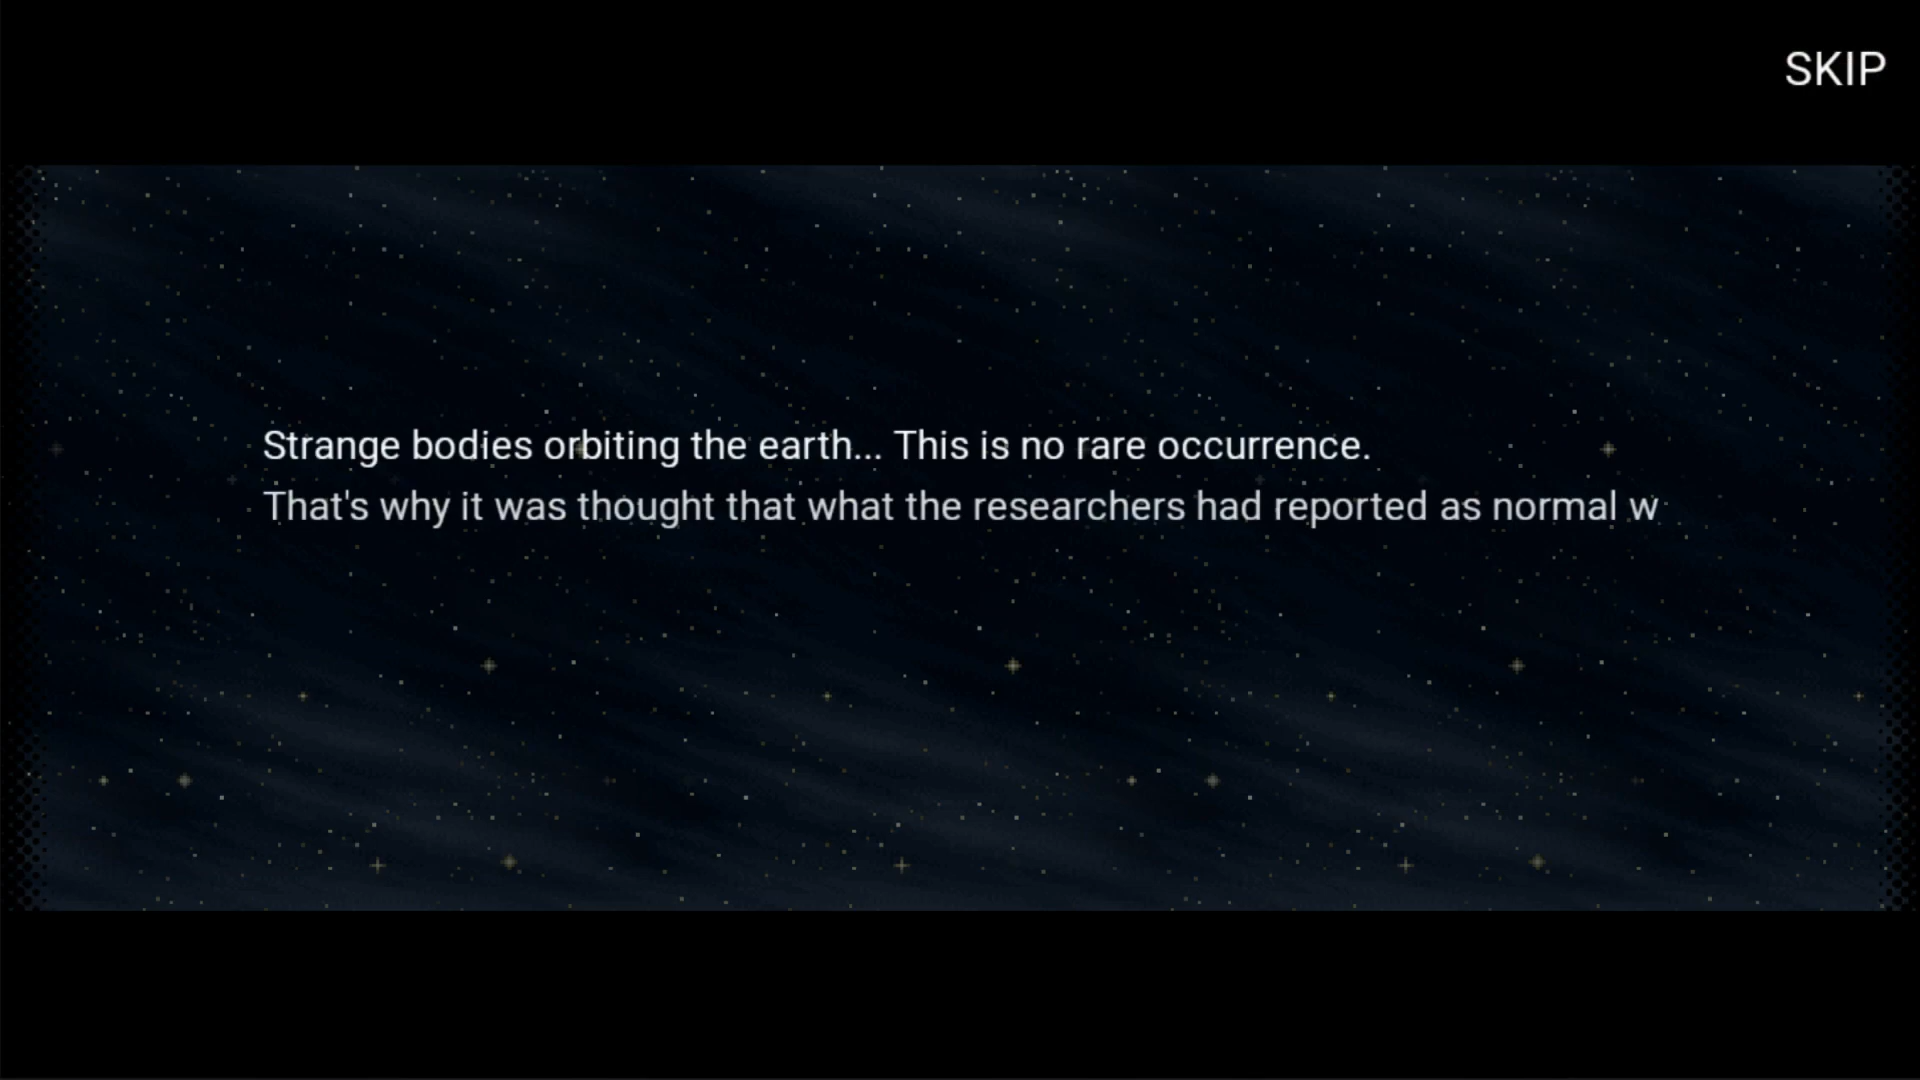 SKIP
Strange bodies orbiting the earth... This is no rare occurrence.
That's why it was thought that what the researchers had reported as normal w